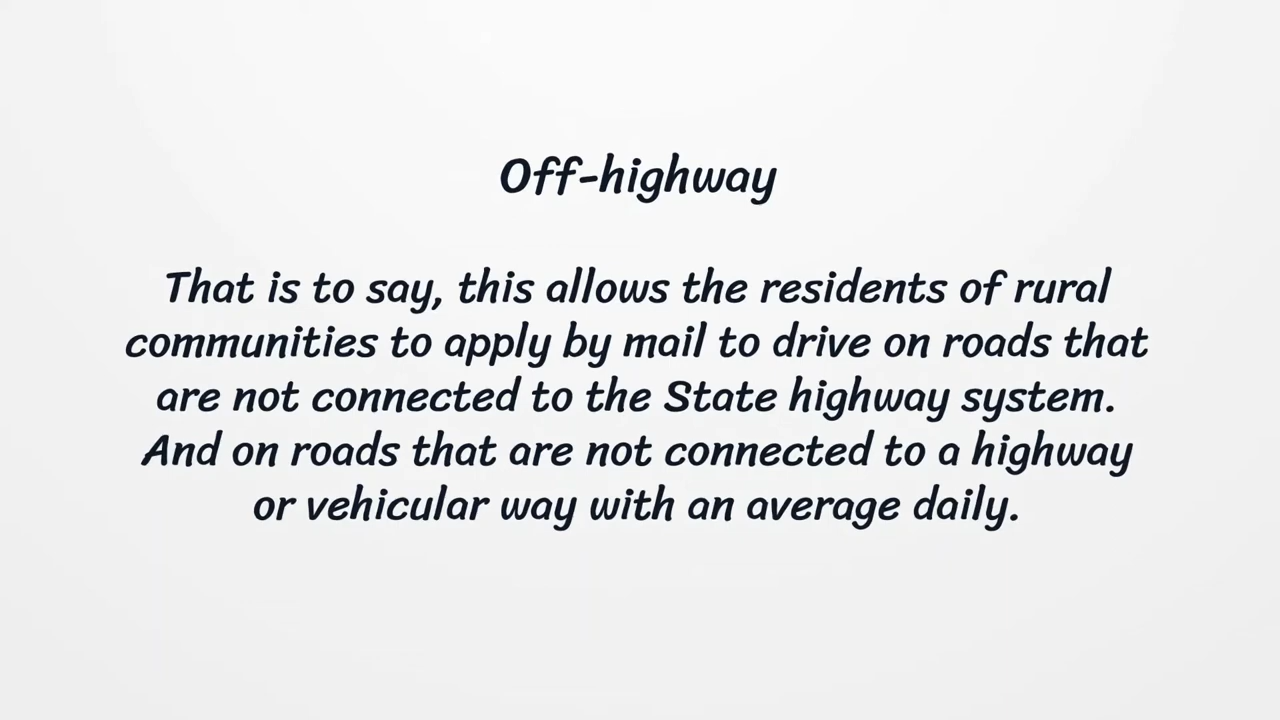 Off-highway
That is to say, this allows the residents of rural
communities to apply by mail to drive on roads that
are not connected to the State highway system.
And on roads that are not connected to a highway
or vehicular way with an average daily.